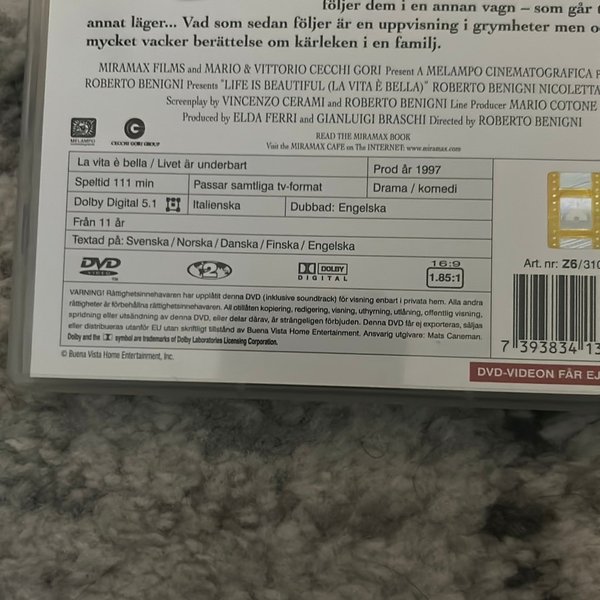 följer dem i en annan vagn – som går t
annat läger... Vad som sedan följer är en uppvisning i grymheter men oc
mycket vacker berättelse om kärleken i en familj.
MIRAMAX FILMS and MARIO & VITTORIO CECCHI GORI Present A MELAMPO CINEMATOGRAFICA P
ROBERTO BENIGNI Presents "LIFE IS BEAUTIFUL (LA VITA È BELLA)" ROBERTO BENIGNI NICOLETTA
Screenplay by VINCENZO CERAMI and ROBERTO BENIGNI Line Producer MARIO COTONE
Produced by ELDA FERRI and GIANLUIGI BRASCHI Directed by ROBERTO BENIGNI
MELAMPO CECCHI GORI GROUP
READ THE MIRAMAX BOOK
Visit the MIRAMAX CAFE on The INTERNET: www.miramax.com
La vita è bella / Livet är underbart Prod år 1997
Speltid 111 min Passar samtliga tv-format Drama / komedi
Dolby Digital 5.1 Italienska Dubbad: Engelska
Från 11 år
Textad på: Svenska / Norska / Danska / Finska / Engelska
DVD VIDEO TM 2 DOLBY DIGITAL 16:9 1.85:1
Art. nr: Z6/310
VARNING! Rättighetsinnehavaren har upplåtit denna DVD (inklusive soundtrack) för visning enbart i privata hem. Alla andra
rättigheter är förbehållna rättighetsinnehavaren. All otillåten kopiering, redigering, visning, uthyrning, utlåning, offentlig visning,
spridning eller utsändning av denna DVD, eller delar därav, är strängeligen förbjuden. Denna DVD får ej exporteras, säljas
eller distribueras utanför EU utan skriftligt tillstånd av Buena Vista Home Entertainment. Ansvarig utgivare: Mats Caneman.
Dolby and the symbol are trademarks of Dolby Laboratories Licensing Corporation.
© Buena Vista Home Entertainment, Inc.
7 393834 13
DVD-VIDEON FÅR EJ